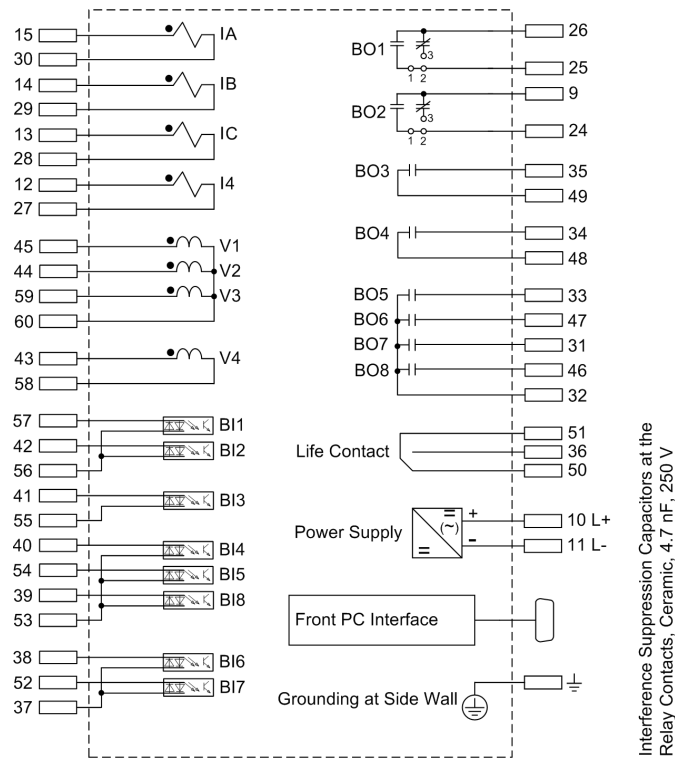 15 IA
30
14 IB
29
13 IC
28
12 I4
27
45 V1
44 V2
59 V3
60
43 V4
58
57 BI1
42 BI2
56
41 BI3
55
40 BI4
54 BI5
39 BI8
53
38 BI6
52 BI7
37
26
BO1 3
25
1 2
9
BO2 3
24
1 2
BO3 35
49
BO4 34
48
BO5 33
BO6 47
BO7 31
BO8 46
32
51
Life Contact 36
50
= + 10 L+
Power Supply (~)
= - 11 L-
Front PC Interface
Grounding at Side Wall
Interference Suppression Capacitors at the
Relay Contacts, Ceramic, 4.7 nF, 250 V